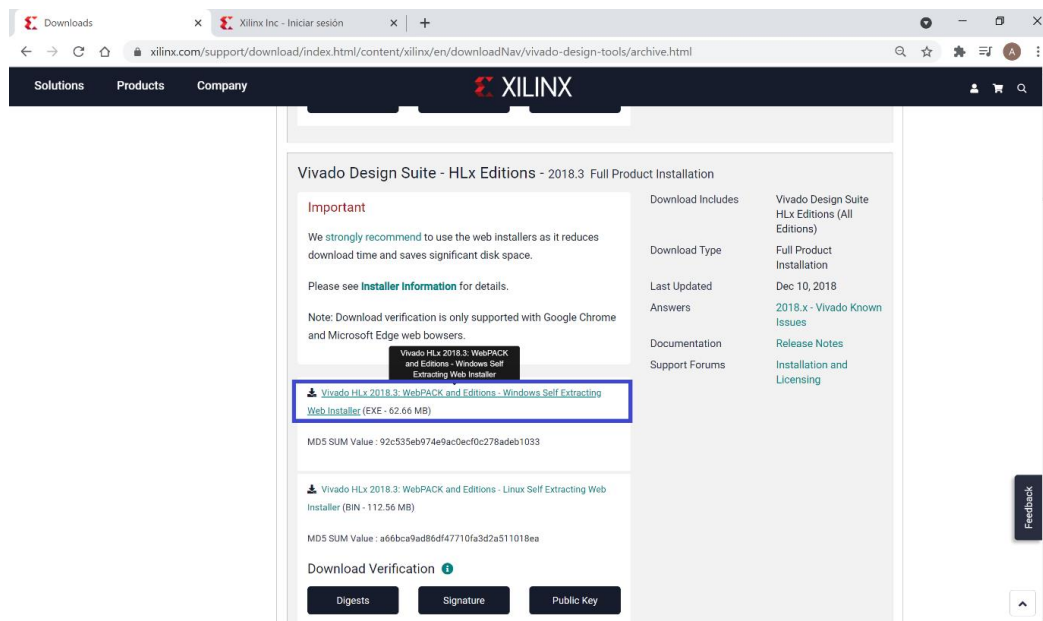 Downloads
Xilinx Inc - Iniciar sesión
xilinx.com/support/download/index.html/content/xilinx/en/downloadNav/vivado-design-tools/archive.html
A
Solutions Products Company
XILINX
Vivado Design Suite - HLx Editions - 2018.3 Full Product Installation
Important
We strongly recommend to use the web installers as it reduces
download time and saves significant disk space.
Please see Installer Information for details.
Note: Download verification is only supported with Google Chrome
and Microsoft Edge web bowsers.
Vivado HLx 2018.3: WebPACK
and Editions - Windows Self
Extracting Web Installer
Vivado HLx 2018.3: WebPACK and Editions - Windows Self Extracting
Web Installer (EXE - 62.66 MB)
MD5 SUM Value : 92c535eb974e9ac0ecf0c278adeb1033
Vivado HLx 2018.3: WebPACK and Editions - Linux Self Extracting Web
Installer (BIN - 112.56 MB)
MD5 SUM Value : a66bca9ad86df47710fa3d2a511018ea
Download Verification
Digests
Signature
Public Key
Download Includes
Vivado Design Suite
HLx Editions (All
Editions)
Download Type
Full Product
Installation
Last Updated
Dec 10, 2018
Answers
2018.x - Vivado Known
Issues
Documentation
Release Notes
Support Forums
Installation and
Licensing
Feedback